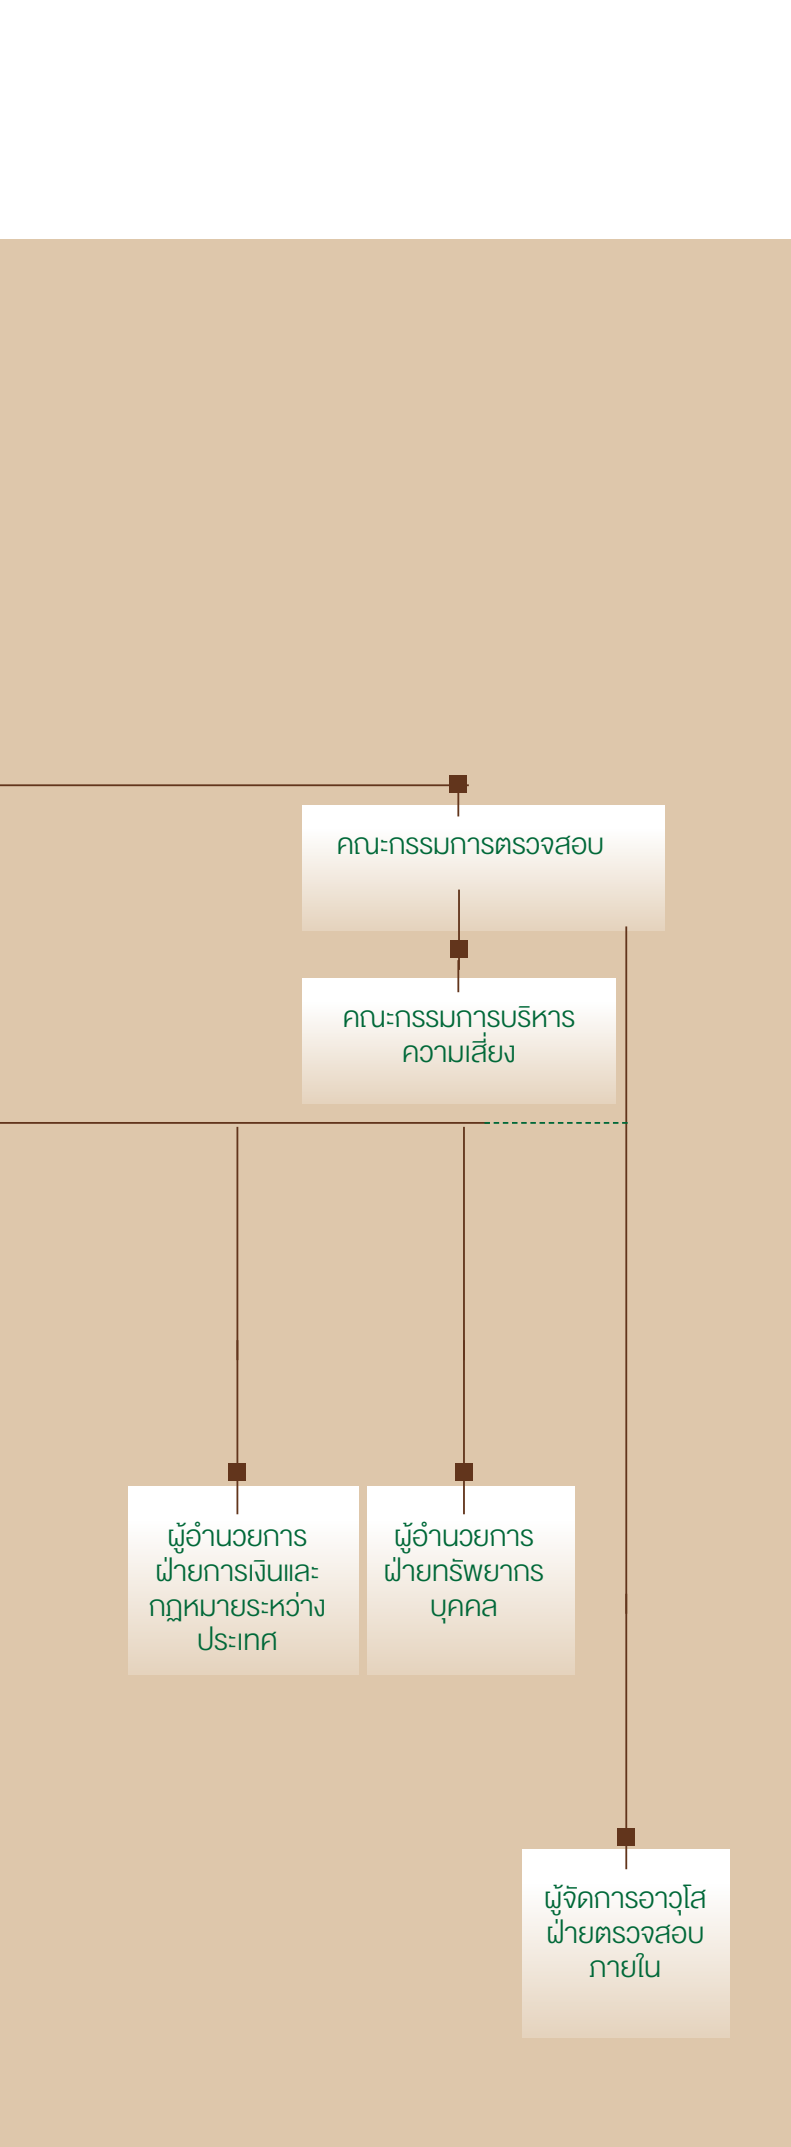 คณะกรรมการตรวจสอบ
คณะกรรมการบริหาร
ความเสี่ยง
ผู้อำนวยการ
ฝ่ายการเงินและ
กฎหมายระหว่าง
ประเทศ
ผู้อำนวยการ
ฝ่ายทรัพยากร
บุคคล
ผู้จัดการอาวุโส
ฝ่ายตรวจสอบ
ภายใน